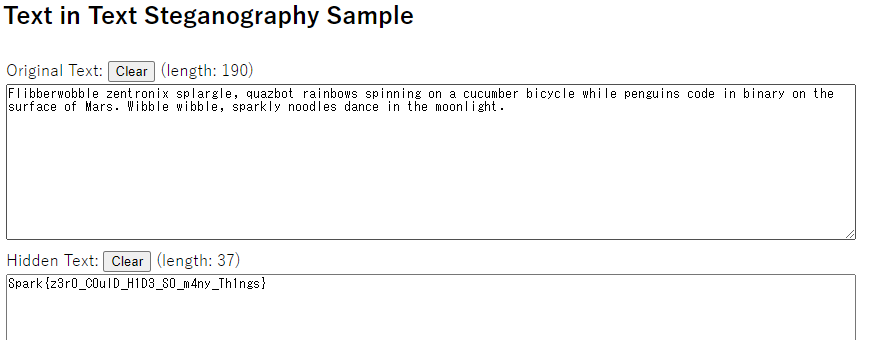 Text in Text Steganography Sample
Original Text: Clear (length: 190)
Flibberwobble zentronix splargle, quazbot rainbows spinning on a cucumber bicycle while penguins code in binary on the
surface of Mars. Wibble wibble, sparkly noodles dance in the moonlight.
Hidden Text: Clear (length: 37)
Spark{z3r0_C0ulD_H1D3_S0_m4ny_Th1ngs}